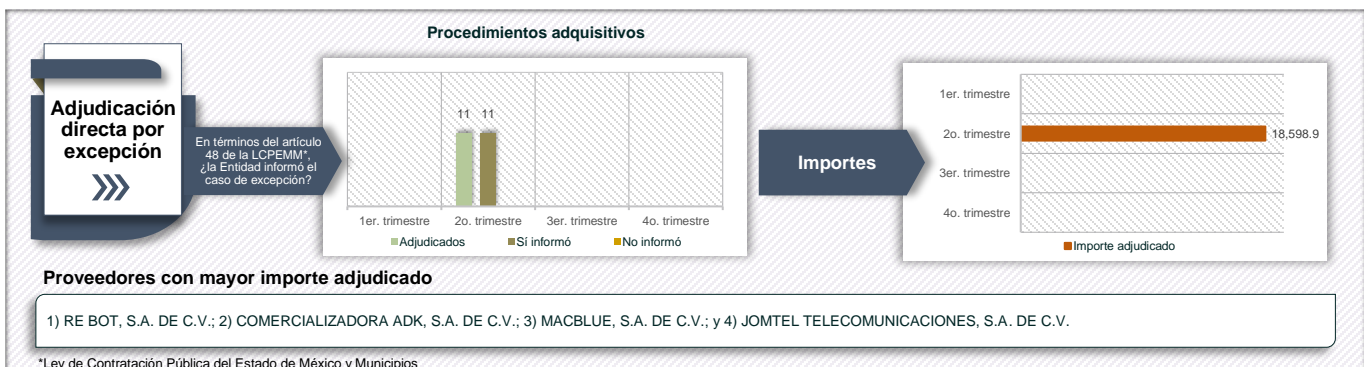 Procedimientos adquisitivos
Adjudicación
directa por
excepción
En términos del artículo
48 de la LCPEMM*,
¿la Entidad informó el
caso de excepción?
11 11
1er. trimestre 2o. trimestre 3er. trimestre 4o. trimestre
Adjudicados Sí informó No informó
Importes
1er. trimestre
2o. trimestre 18,598.9
3er. trimestre
4o. trimestre
Importe adjudicado
Proveedores con mayor importe adjudicado
1) RE BOT, S.A. DE C.V.; 2) COMERCIALIZADORA ADK, S.A. DE C.V.; 3) MACBLUE, S.A. DE C.V.; y 4) JOMTEL TELECOMUNICACIONES, S.A. DE C.V.
*Ley de Contratación Pública del Estado de México y Municipios